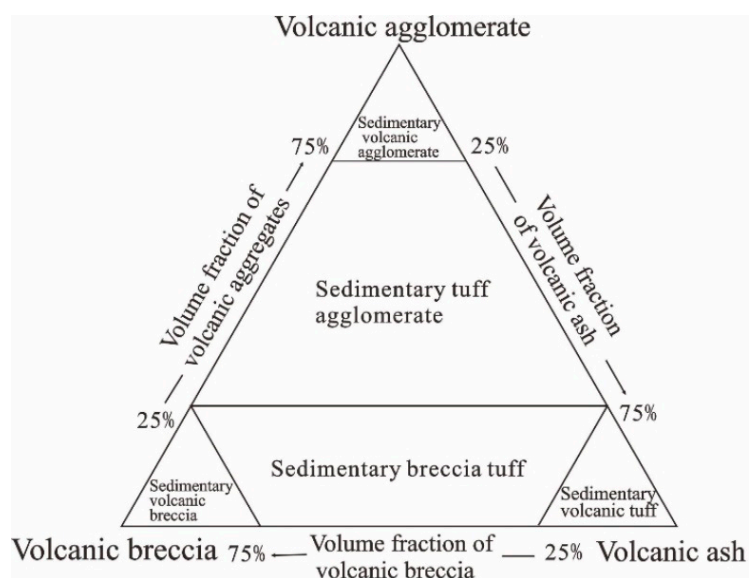 Volcanic agglomerate
Sedimentary
volcanic
agglomerate
75%
25%
Volume fraction of
volcanic aggregates
Volume fraction
of volcanic ash
Sedimentary tuff
agglomerate
25%
75%
Sedimentary breccia tuff
Sedimentary
volcanic
breccia
Sedimentary
volcanic tuff
Volcanic breccia
75%
Volume fraction of
volcanic breccia
25%
Volcanic ash